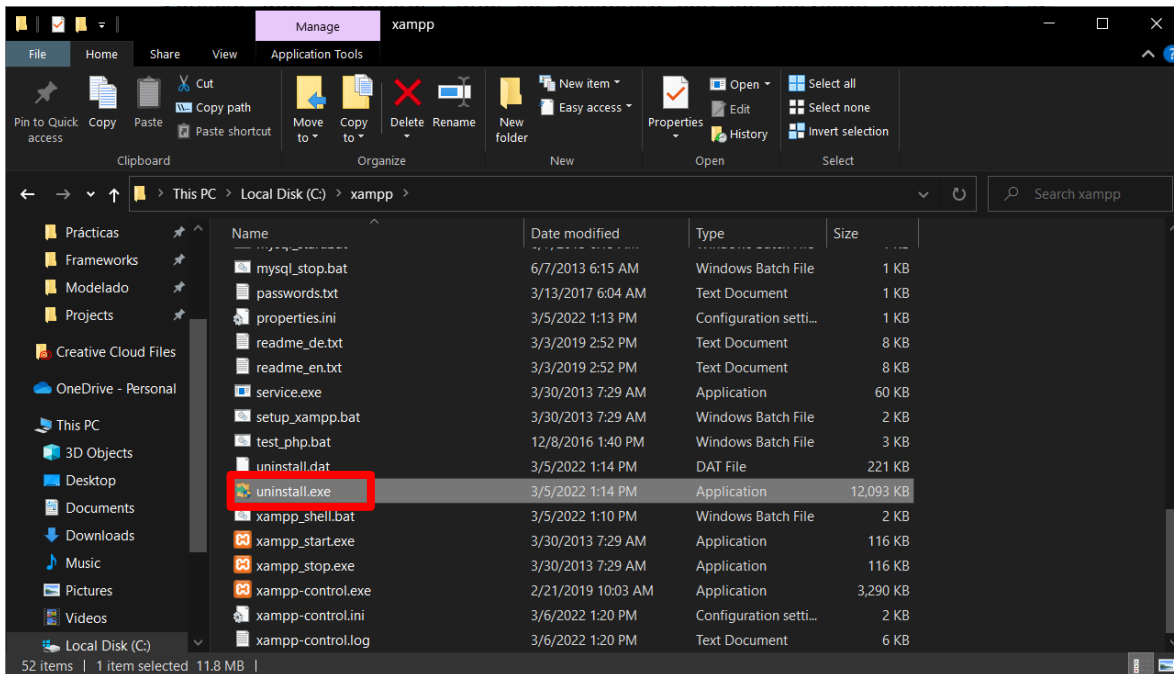 Manage xampp
File Home Share View Application Tools
Pin to Quick access
Copy
Paste
Cut
Copy path
Paste shortcut
Clipboard
Move to
Copy to
Delete
Rename
Organize
New folder
New item
Easy access
New
Properties
Open
Edit
History
Open
Select all
Select none
Invert selection
Select
This PC > Local Disk (C:) > xampp >
Search xampp
Prácticas
Frameworks
Modelado
Projects
Creative Cloud Files
OneDrive - Personal
This PC
3D Objects
Desktop
Documents
Downloads
Music
Pictures
Videos
Local Disk (C:)
Name Date modified Type Size
mysql_stop.bat 6/7/2013 6:15 AM Windows Batch File 1 KB
passwords.txt 3/13/2017 6:04 AM Text Document 1 KB
properties.ini 3/5/2022 1:13 PM Configuration setti... 1 KB
readme_de.txt 3/3/2019 2:52 PM Text Document 8 KB
readme_en.txt 3/3/2019 2:52 PM Text Document 8 KB
service.exe 3/30/2013 7:29 AM Application 60 KB
setup_xampp.bat 3/30/2013 7:29 AM Windows Batch File 2 KB
test_php.bat 12/8/2016 1:40 PM Windows Batch File 3 KB
uninstall.dat 3/5/2022 1:14 PM DAT File 221 KB
uninstall.exe 3/5/2022 1:14 PM Application 12,093 KB
xampp_shell.bat 3/5/2022 1:10 PM Windows Batch File 2 KB
xampp_start.exe 3/30/2013 7:29 AM Application 116 KB
xampp_stop.exe 3/30/2013 7:29 AM Application 116 KB
xampp-control.exe 2/21/2019 10:03 AM Application 3,290 KB
xampp-control.ini 3/6/2022 1:20 PM Configuration setti... 2 KB
xampp-control.log 3/6/2022 1:20 PM Text Document 6 KB
52 items | 1 item selected 11.8 MB |